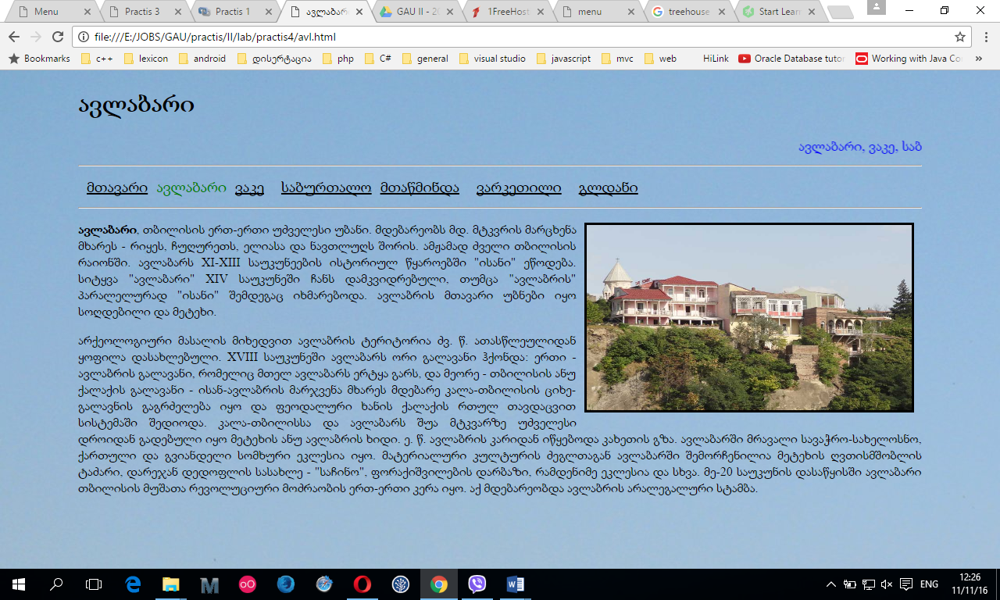 Menu
Practis 3
Practis 1
ავლაბარ
GAU II - 20
1FreeHost
menu
treehouse
Start Lear
file:///E:/JOBS/GAU/practis/II/lab/practis4/avl.html
Bookmarks c++ lexicon android დისერტაცია php C# general visual studio javascript mvc web HiLink Oracle Database tutor Working with Java Co »
ავლაბარი
ავლაბარი, ვაკე, საბ
მთავარი ავლაბარი ვაკე საბურთალო მთაწმინდა ვარკეთილი გლდანი
ავლაბარი, თბილისის ერთ-ერთი უძველესი უბანი. მდებარეობს მდ. მტკვრის მარცხენა
მხარეს - რიყეს, ჩუღურეთს, ელიასა და ნავთლუღს შორის. ამჟამად ძველი თბილისის
რაიონში. ავლაბარს XI-XIII საუკუნეების ისტორიულ წყაროებში "ისანი" ეწოდება.
სიტყვა "ავლაბარი" XIV საუკუნეში ჩანს დამკვიდრებული, თუმცა "ავლაბრის"
პარალელურად "ისანი" შემდეგაც იხმარებოდა. ავლაბრის მთავარი უბნები იყო
სოღდებილი და მეტეხი.
არქეოლოგიური მასალის მიხედვით ავლაბრის ტერიტორია ძვ. წ. ათასწლეულიდან
ყოფილა დასახლებული. XVIII საუკუნეში ავლაბარს ორი გალავანი ჰქონდა: ერთი -
ავლაბრის გალავანი, რომელიც მთელ ავლაბარს ერტყა გარს, და მეორე - თბილისის ანუ
ქალაქის გალავანი - ისან-ავლაბრის მარჯვენა მხარეს მდებარე კალა-თბილისის ციხე-
გალავნის გაგრძელება იყო და ფეოდალური ხანის ქალაქის რთულ თავდაცვით
სისტემაში შედიოდა. კალა-თბილისსა და ავლაბარს შუა მტკვარზე უძველესი
დროიდან გადებული იყო მეტეხის ანუ ავლაბრის ხიდი. ე. წ. ავლაბრის კარიდან იწყებოდა კახეთის გზა. ავლაბარში მრავალი სავაჭრო-სახელოსნო,
ქართული და გვიანდელი სომხური ეკლესია იყო. მატერიალური კულტურის ძეგლთაგან ავლაბარში შემორჩენილია მეტეხის ღვთისმშობლის
ტაძარი, დარეჯან დედოფლის სასახლე - "საჩინო", ფორაქიშვილების დარბაზი, რამდენიმე ეკლესია და სხვა. მე-20 საუკუნის დასაწყისში ავლაბარი
თბილისის მუშათა რევოლუციური მოძრაობის ერთ-ერთი კერა იყო. აქ მდებარეობდა ავლაბრის არალეგალური სტამბა.
ENG
12:26
11/11/16